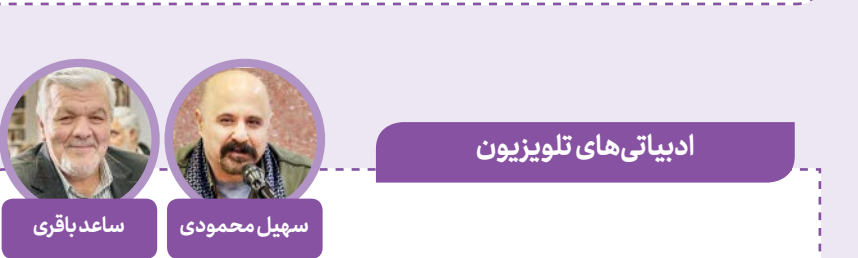 ادبیاتی‌های تلویزیون
سهیل محمودی
ساعد باقری